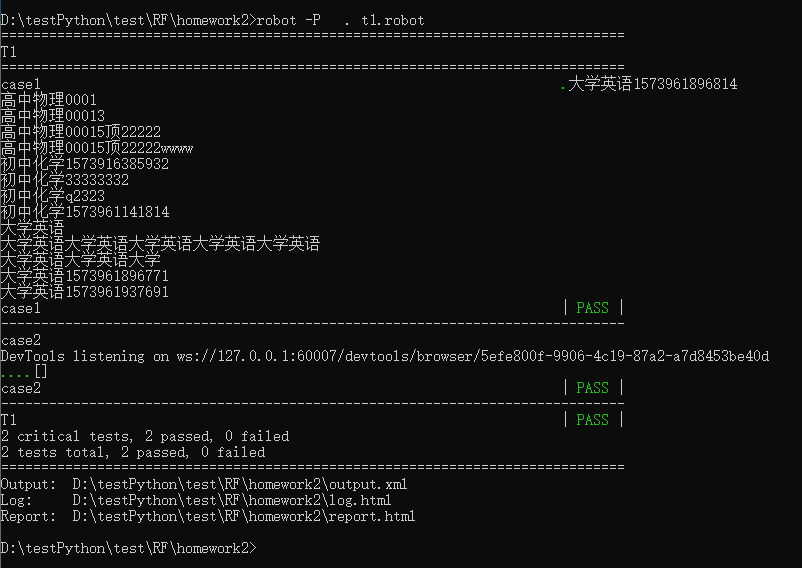 D:\testPython\test\RF\homework2>robot -P   . t1.robot
==============================================================================
T1
==============================================================================
case1                                                                 .大学英语1573961896814
高中物理0001
高中物理00013
高中物理00015顶22222
高中物理00015顶22222wwww
初中化学1573916385932
初中化学33333332
初中化学q2323
初中化学1573961141814
大学英语
大学英语大学英语大学英语大学英语大学英语
大学英语大学英语大学
大学英语1573961896771
大学英语1573961937691
case1                                                                 | PASS |
------------------------------------------------------------------------------
case2
DevTools listening on ws://127.0.0.1:60007/devtools/browser/5efe800f-9906-4c19-87a2-a7d8453be40d
....[]
case2                                                                 | PASS |
------------------------------------------------------------------------------
T1                                                                    | PASS |
2 critical tests, 2 passed, 0 failed
2 tests total, 2 passed, 0 failed
==============================================================================
Output:  D:\testPython\test\RF\homework2\output.xml
Log:     D:\testPython\test\RF\homework2\log.html
Report:  D:\testPython\test\RF\homework2\report.html
D:\testPython\test\RF\homework2>